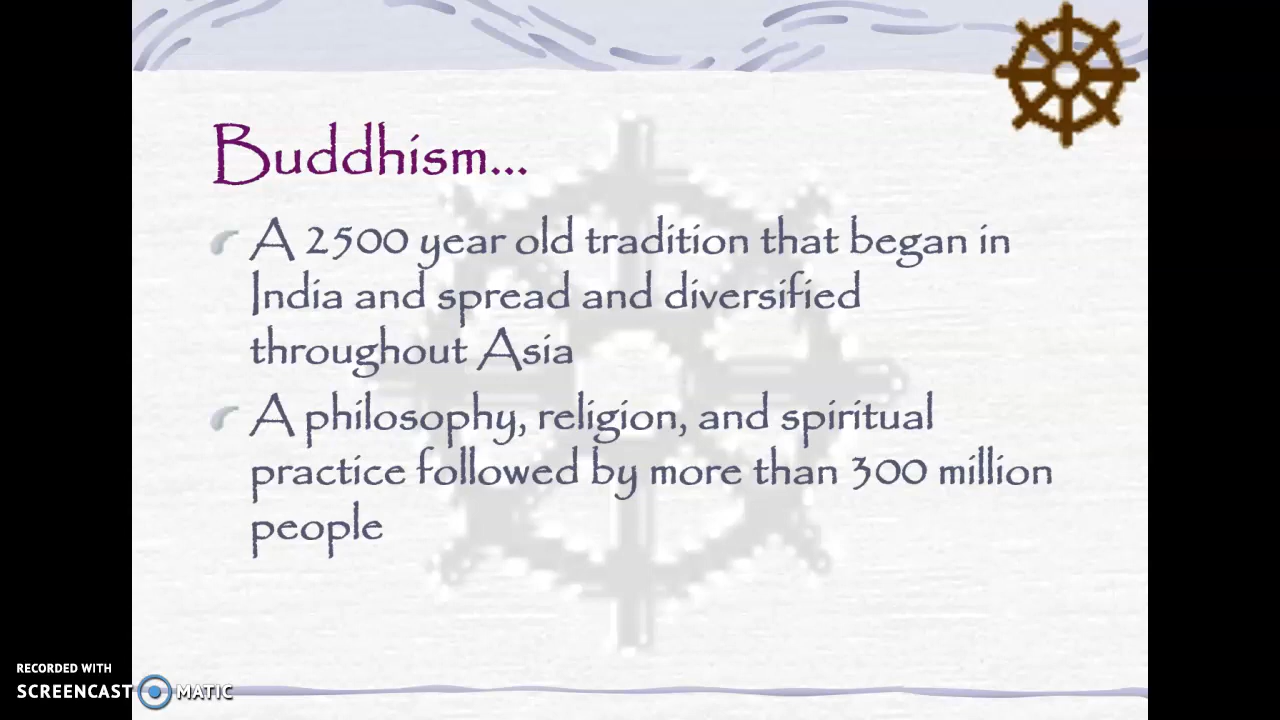 Buddhism...
A 2500 year old tradition that began in
India and spread and diversified
throughout Asia
A philosophy, religion, and spiritual
practice followed by more than 300 million
people
RECORDED WITH
SCREENCAST MATIC